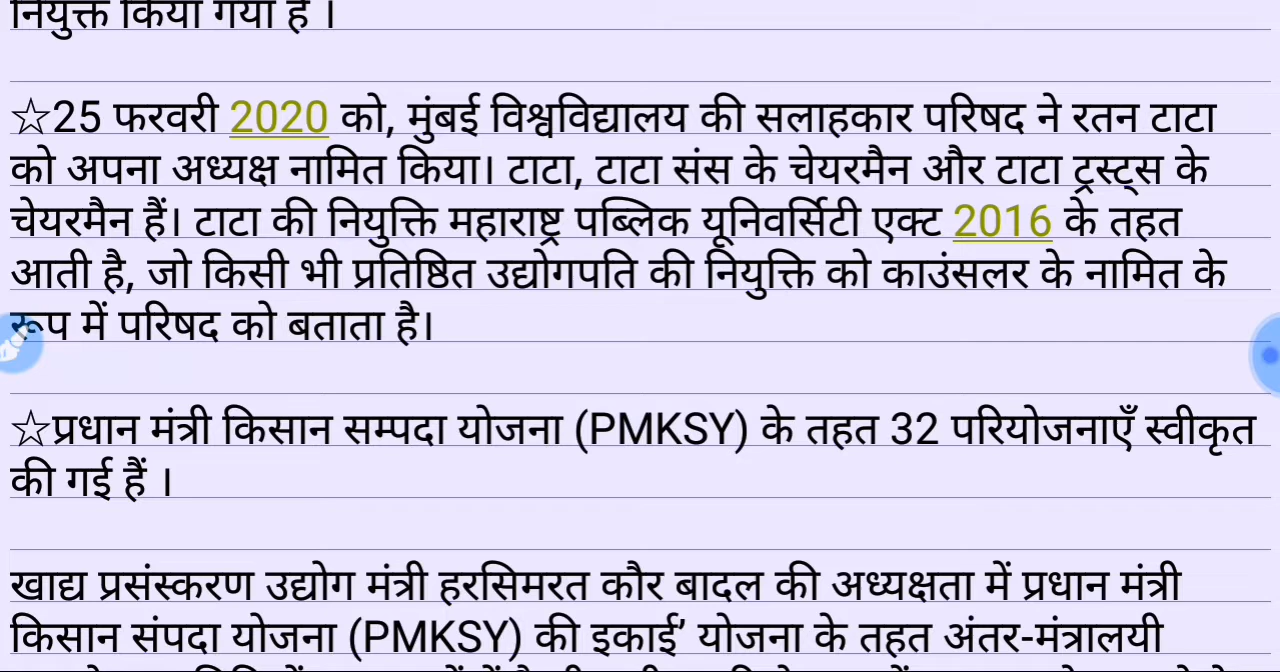 नियुक्त किया गया है ।
☆25 फरवरी 2020 को, मुंबई विश्वविद्यालय की सलाहकार परिषद ने रतन टाटा
को अपना अध्यक्ष नामित किया। टाटा, टाटा संस के चेयरमैन और टाटा ट्रस्ट्स के
चेयरमैन हैं। टाटा की नियुक्ति महाराष्ट्र पब्लिक यूनिवर्सिटी एक्ट 2016 के तहत
आती है, जो किसी भी प्रतिष्ठित उद्योगपति की नियुक्ति को काउंसलर के नामित के
रूप में परिषद को बताता है।
☆प्रधान मंत्री किसान सम्पदा योजना (PMKSY) के तहत 32 परियोजनाएँ स्वीकृत
की गई हैं ।
खाद्य प्रसंस्करण उद्योग मंत्री हरसिमरत कौर बादल की अध्यक्षता में प्रधान मंत्री
किसान संपदा योजना (PMKSY) की इकाई’ योजना के तहत अंतर-मंत्रालयी